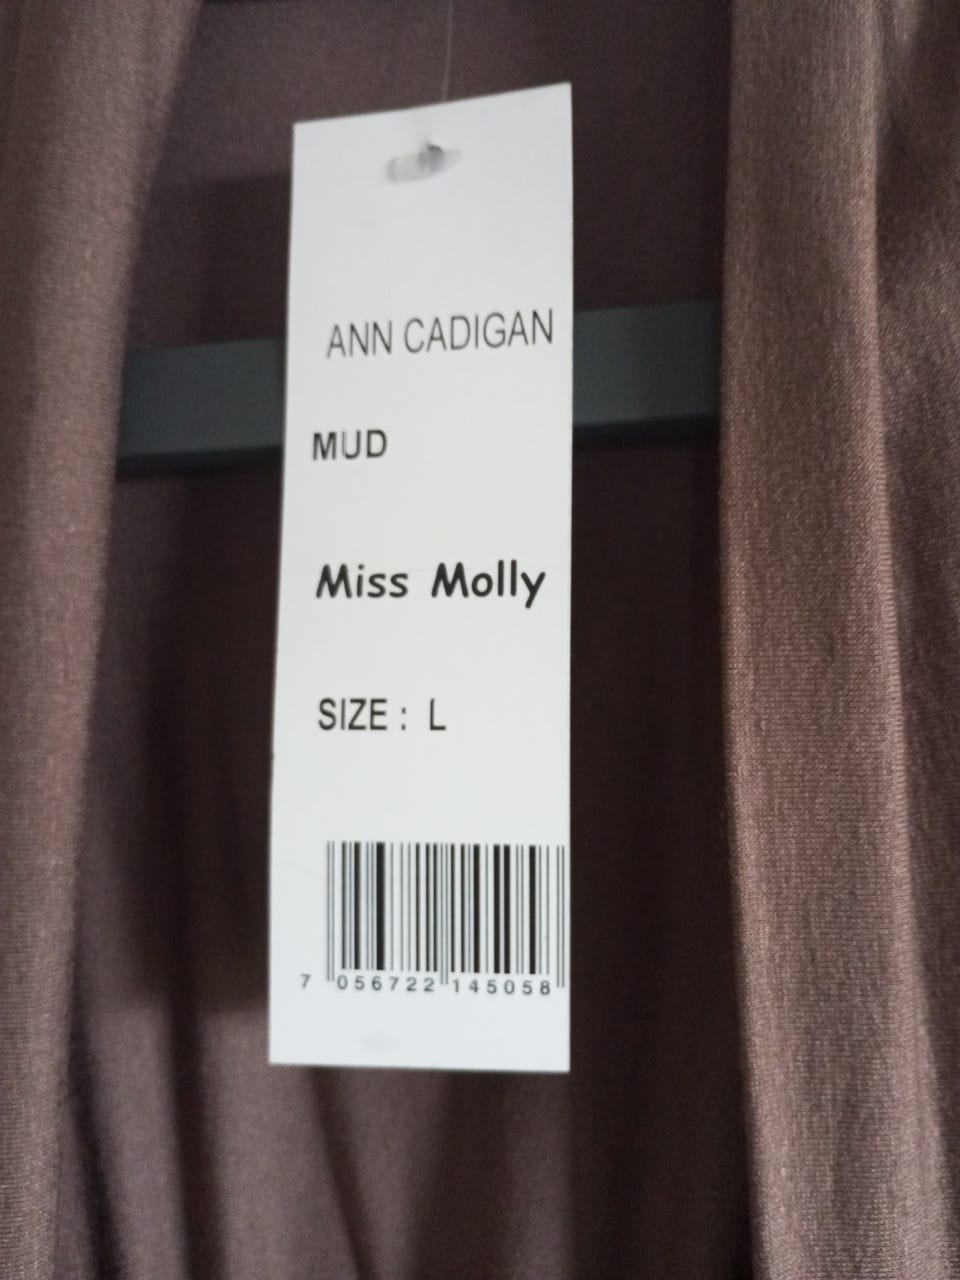 ANN CADIGAN
MUD
Miss Molly
SIZE : L
7 056722 145058